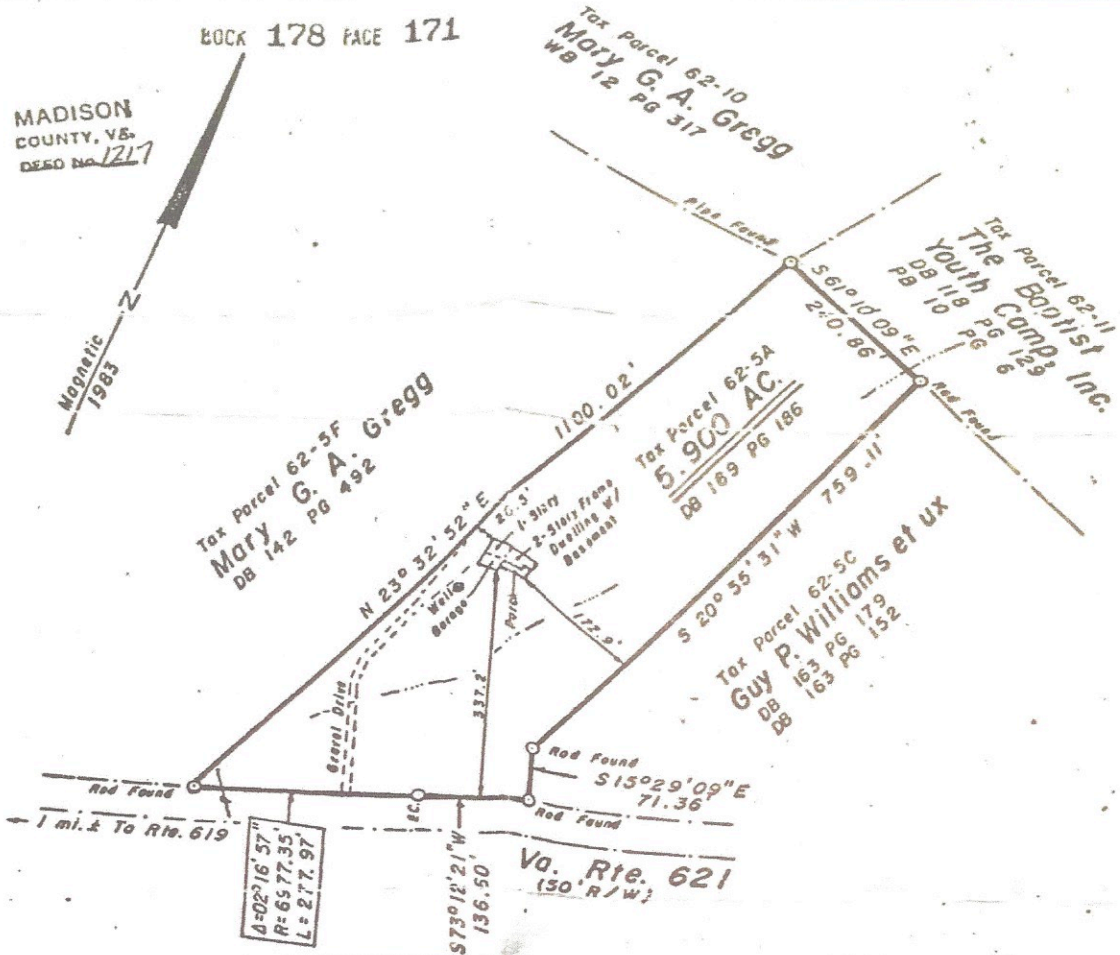 BOOK 178 PAGE 171
MADISON
COUNTY, VA.
DEED No. 1217
Magnetic
1983
N
Tax Parcel 62-10
Mary G. A. Gregg
WB 12 PG 317
Pipe Found
S 61° 10' 09" E
240.86'
Tax Parcel 62-11
The Baptist
Youth Camp, Inc.
DB 118 PG 129
PB 10 PG 6
Rod Found
1100.02'
Tax Parcel 62-5A
5.900 AC.
DB 169 PG 186
Tax Parcel 62-5F
Mary G. A. Gregg
DB 142 PG 492
N 23° 32' 52" E
1-Story
2-Story Frame
Dwelling W/
Basement
Well
Garage
172.9'
S 20° 55' 31" W 759.11'
Tax Parcel 62-5C
Guy P. Williams et ux
DB 163 PG 179
DB 163 PG 152
Gravel Drive
337.2'
Rod Found
S 15° 29' 09" E
71.36'
Rod Found
Rod Found
1 mi.± To Rte. 619
Δ=02° 16' 57"
R=6977.35'
L=277.97'
S 73° 12' 21" W
136.60'
Va. Rte. 621
(50' R/W)